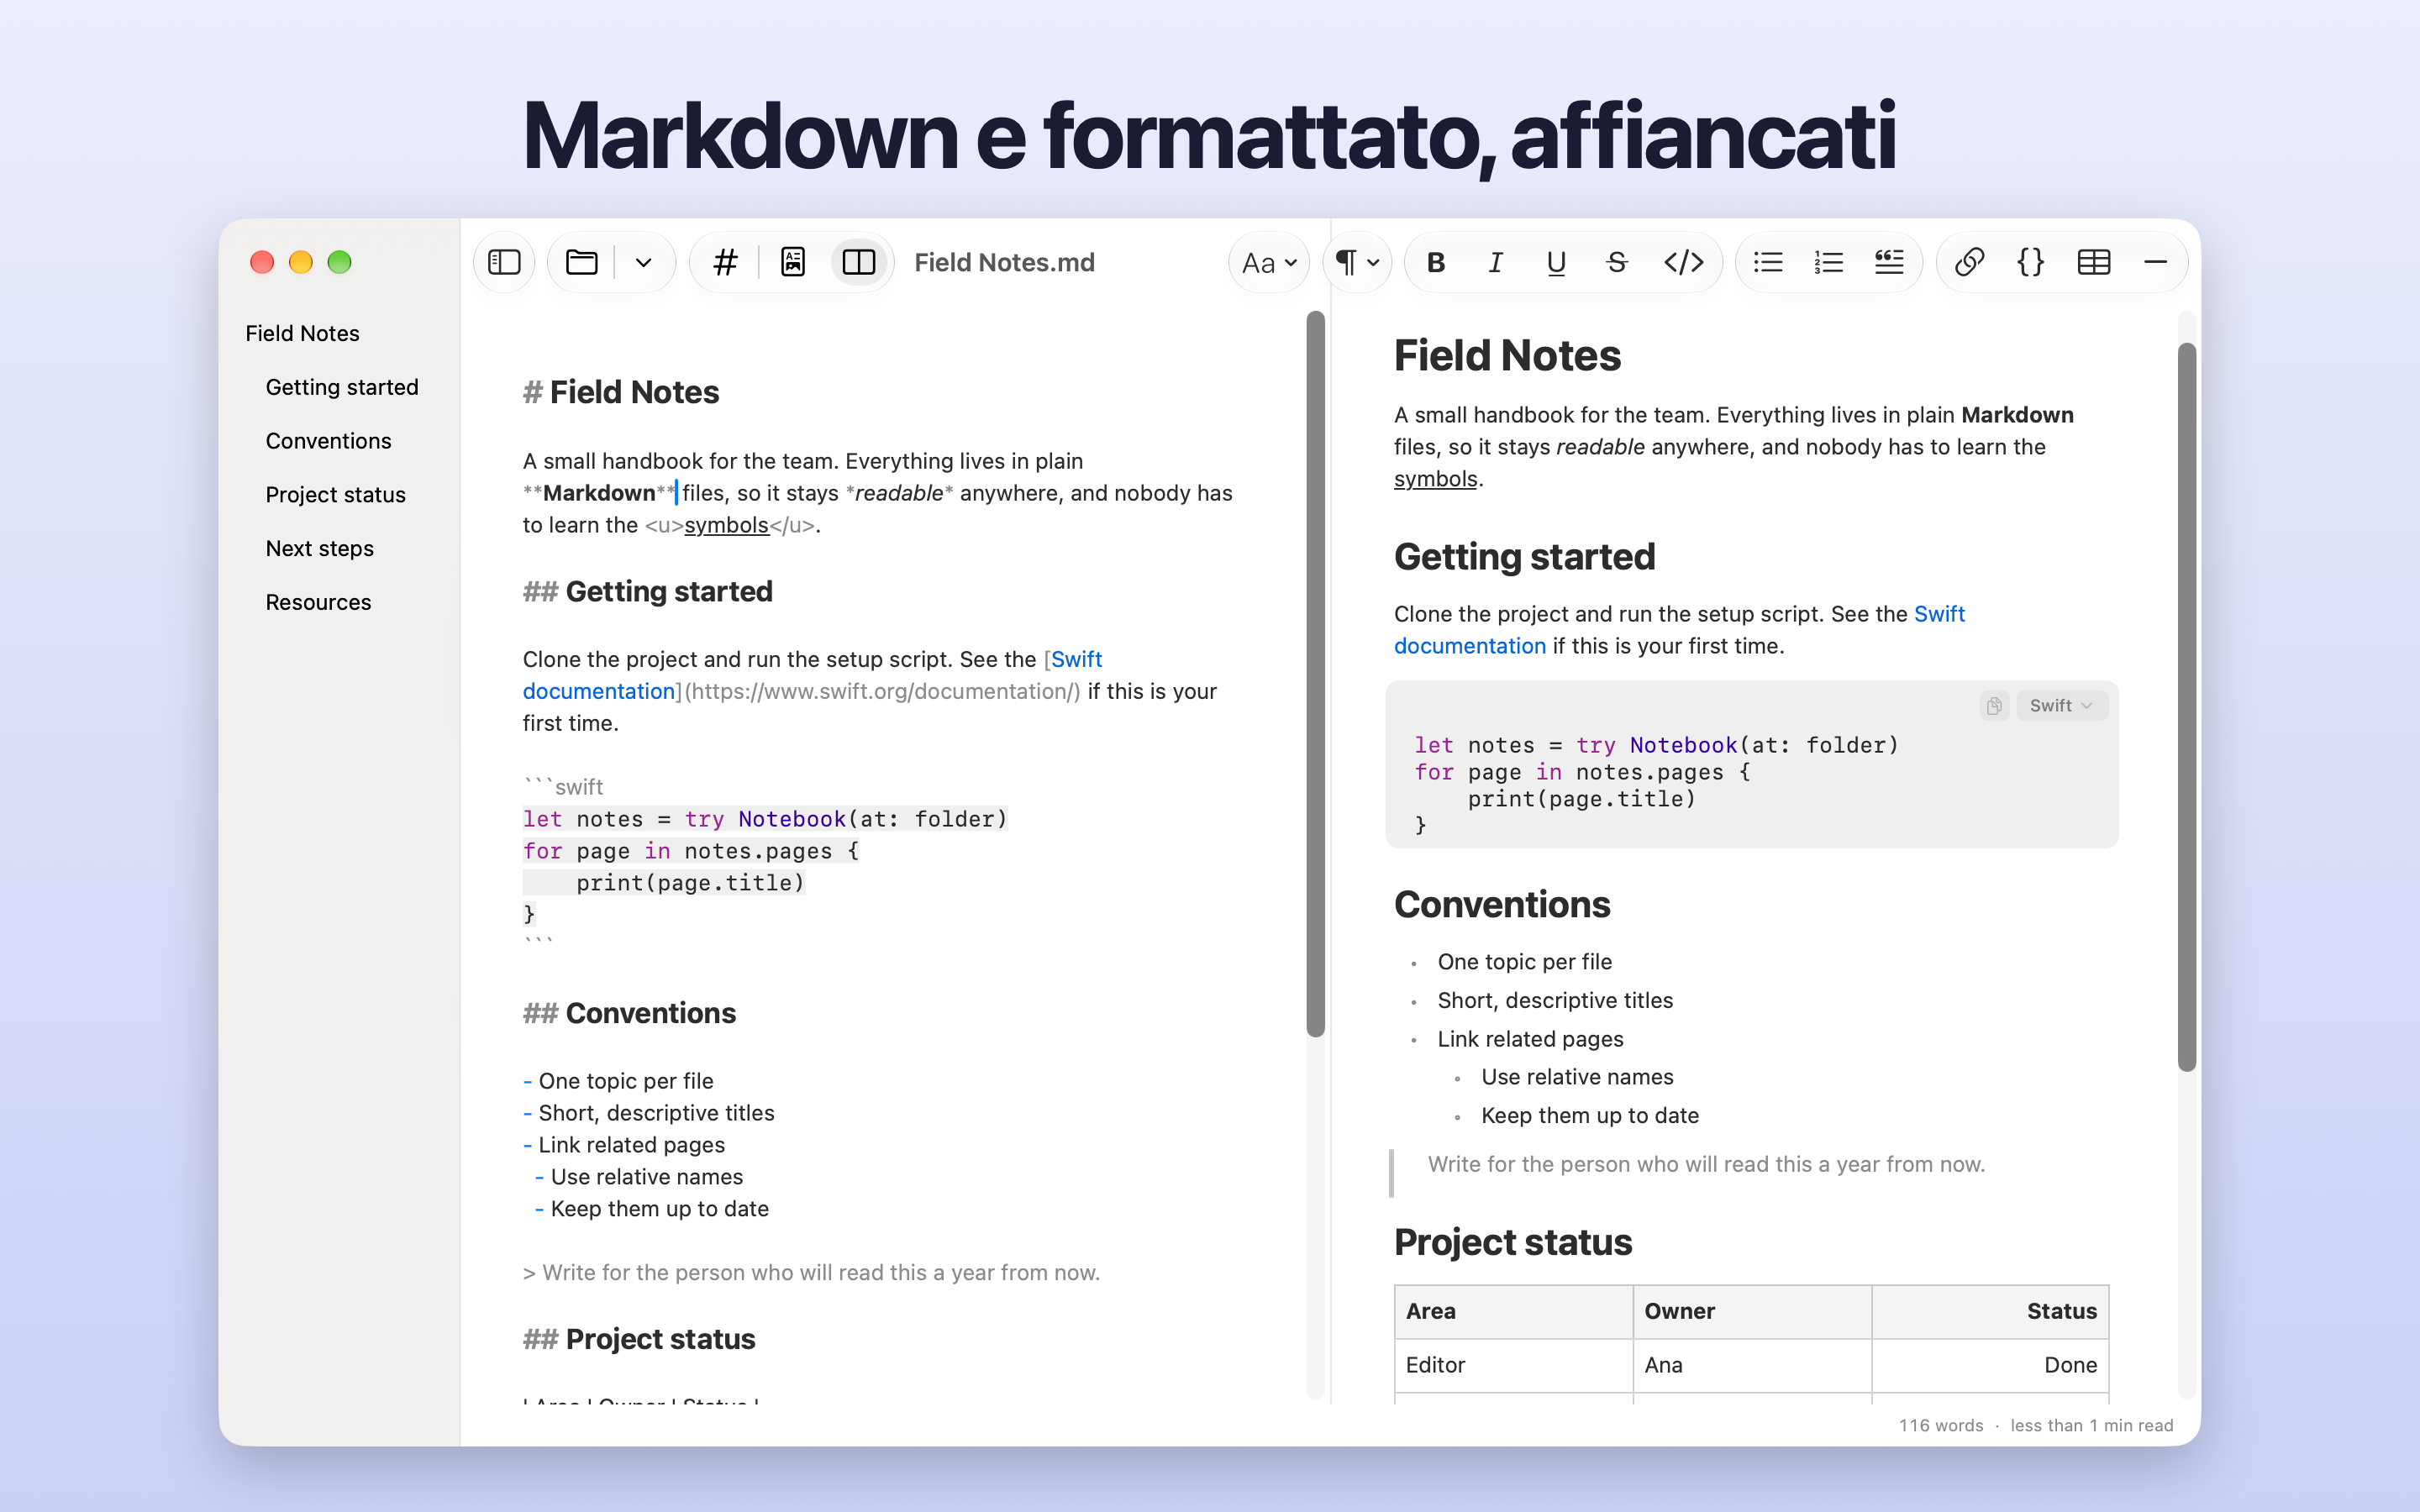 Markdown e formattato, affiancati
Field Notes.md
Aa
¶
B I U S </>
{}
Field Notes
Getting started
Conventions
Project status
Next steps
Resources
# Field Notes
A small handbook for the team. Everything lives in plain
**Markdown** files, so it stays *readable* anywhere, and nobody has
to learn the <u>symbols</u>.
## Getting started
Clone the project and run the setup script. See the [Swift
documentation](https://www.swift.org/documentation/) if this is your
first time.
```swift
let notes = try Notebook(at: folder)
for page in notes.pages {
    print(page.title)
}
```
## Conventions
- One topic per file
- Short, descriptive titles
- Link related pages
  - Use relative names
  - Keep them up to date
> Write for the person who will read this a year from now.
## Project status
| Area | Owner | Status |
Field Notes
A small handbook for the team. Everything lives in plain Markdown
files, so it stays readable anywhere, and nobody has to learn the
symbols.
Getting started
Clone the project and run the setup script. See the Swift
documentation if this is your first time.
Swift
let notes = try Notebook(at: folder)
for page in notes.pages {
    print(page.title)
}
Conventions
• One topic per file
• Short, descriptive titles
• Link related pages
◦ Use relative names
◦ Keep them up to date
Write for the person who will read this a year from now.
Project status
Area Owner Status
Editor Ana Done
116 words · less than 1 min read